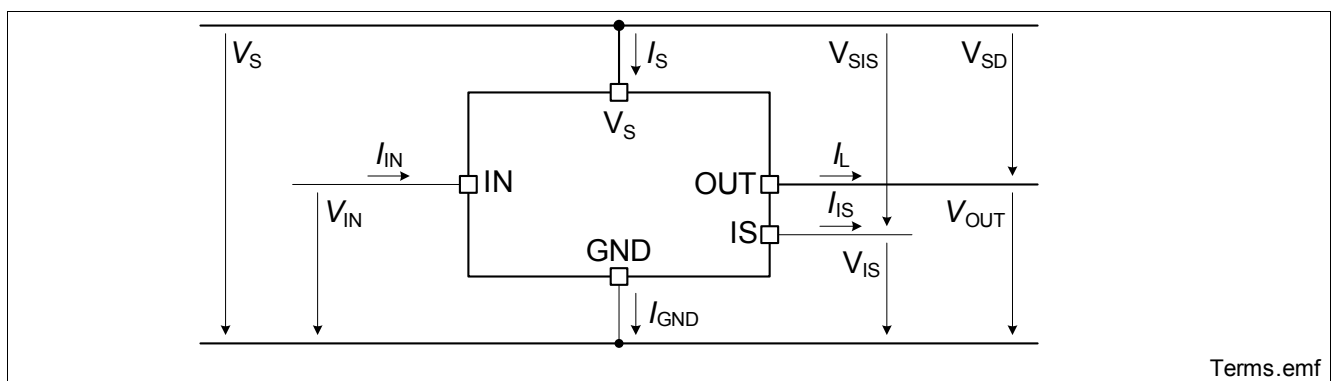 V_S I_S V_SIS V_SD
V_S
I_IN IN OUT I_L
V_IN I_IS V_OUT
IS
GND V_IS
I_GND
Terms.emf